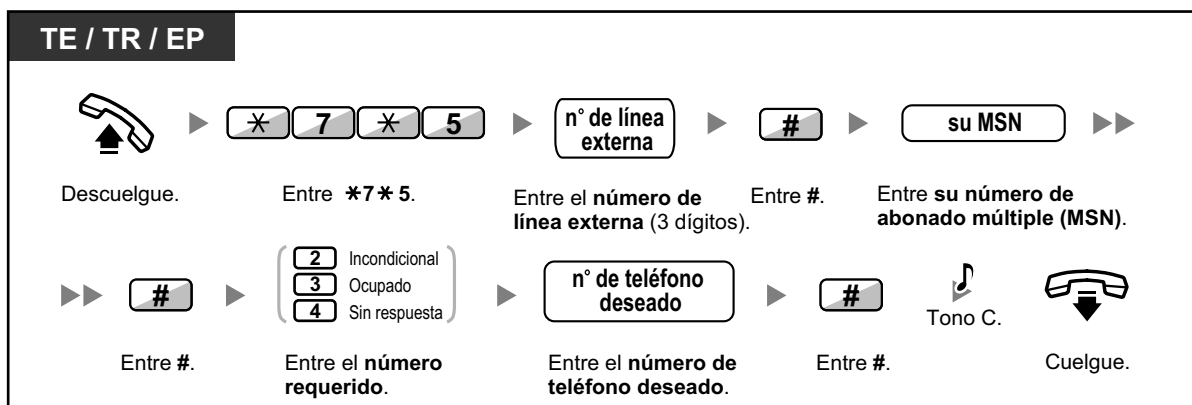 TE / TR / EP
✳ 7 ✳ 5
n° de línea
externa
#
su MSN
Descuelgue.
Entre ✳7✳ 5.
Entre el número de
línea externa (3 dígitos).
Entre #.
Entre su número de
abonado múltiple (MSN).
#
2 Incondicional
3 Ocupado
4 Sin respuesta
n° de teléfono
deseado
#
Tono C.
Entre #.
Entre el número
requerido.
Entre el número de
teléfono deseado.
Entre #.
Cuelgue.